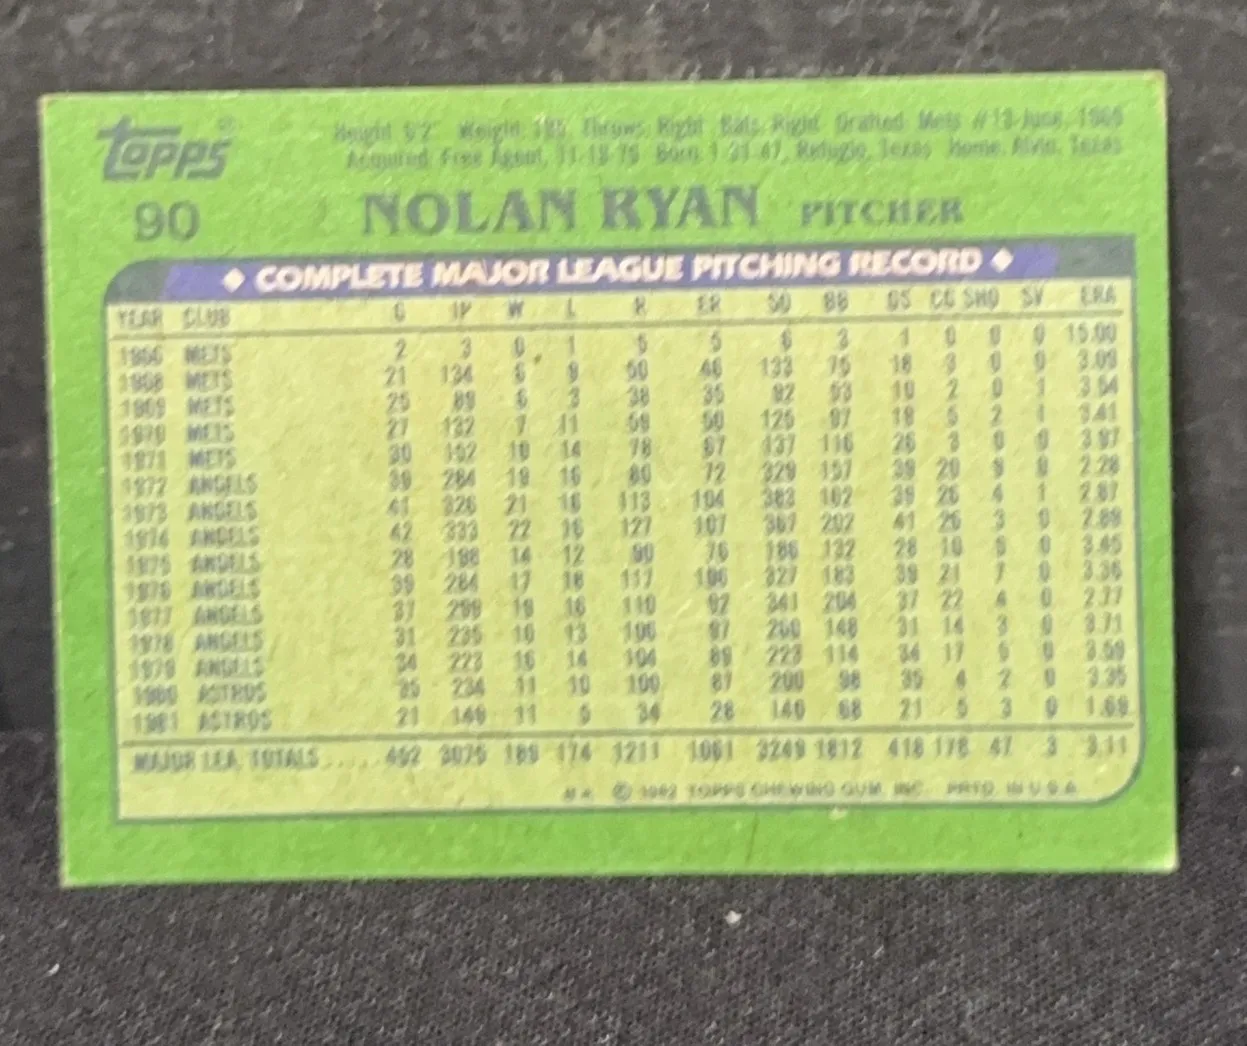 Topps®
Height 6'2" Weight: 195 Throws: Right Bats: Right Drafted Mets #19-June, 1965
Acquired: Free Agent, 11-19-79 Born 1-31-47, Refugio, Texas Home: Alvin, Texas
90 NOLAN RYAN PITCHER
◆ COMPLETE MAJOR LEAGUE PITCHING RECORD ◆
YEAR CLUB G IP W L R ER SO BB GS CG SHO SV ERA
1966 METS 2 3 0 1 5 5 6 3 1 0 0 0 15.00
1968 METS 21 134 6 9 50 46 133 75 18 3 0 0 3.09
1969 METS 25 89 6 3 38 35 92 53 10 2 0 1 3.54
1970 METS 27 132 7 11 59 50 125 97 19 5 2 1 3.41
1971 METS 30 152 10 14 78 67 137 116 26 3 0 0 3.97
1972 ANGELS 39 284 19 16 80 72 329 157 39 20 9 0 2.28
1973 ANGELS 41 326 21 16 113 104 383 162 39 26 4 1 2.87
1974 ANGELS 42 333 22 16 127 107 367 202 41 26 3 0 2.89
1975 ANGELS 28 198 14 12 90 76 186 132 28 10 5 0 3.45
1976 ANGELS 39 284 17 18 117 106 327 183 39 21 7 0 3.36
1977 ANGELS 37 299 19 16 110 92 341 204 37 22 4 0 2.77
1978 ANGELS 31 235 10 13 106 97 260 148 31 14 3 0 3.71
1979 ANGELS 34 223 16 14 104 89 223 114 34 17 5 0 3.59
1980 ASTROS 35 234 11 10 100 87 200 98 35 4 2 0 3.35
1981 ASTROS 21 149 11 5 34 28 140 68 21 5 3 0 1.69
MAJOR LEA. TOTALS..... 452 3075 189 174 1211 1061 3249 1812 418 178 47 3 3.11
© 1982 TOPPS CHEWING GUM, INC. PRTD. IN U.S.A.